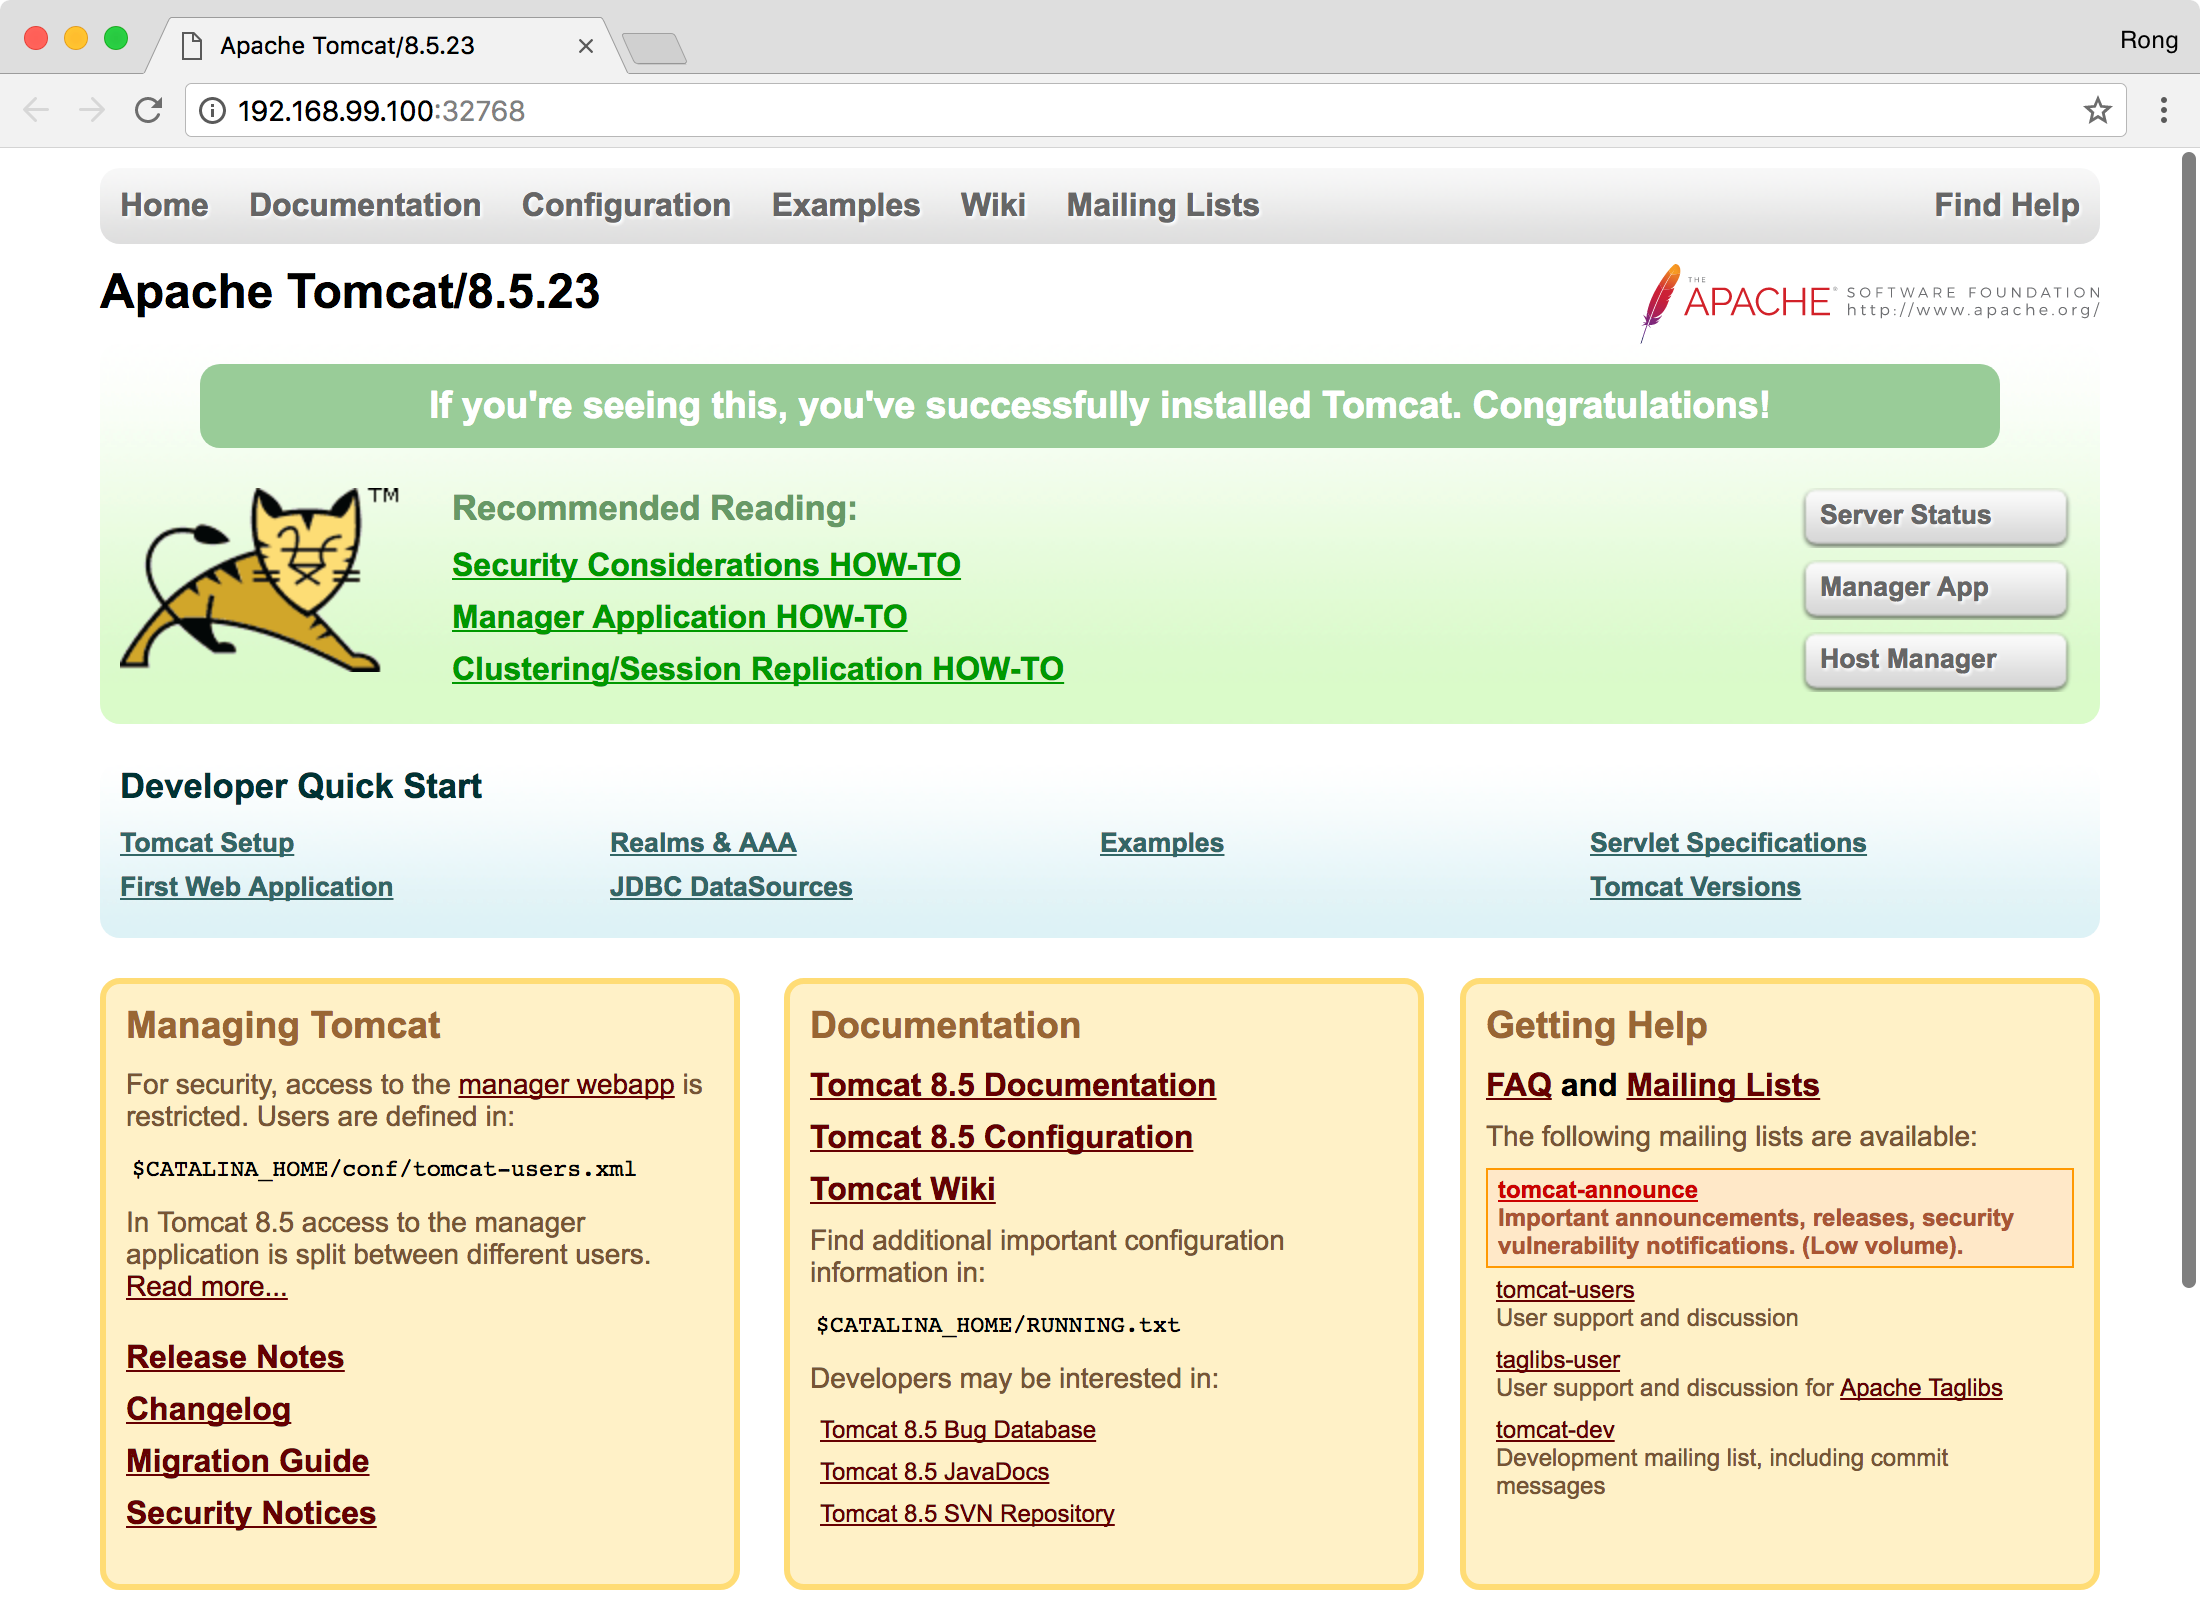 Apache Tomcat/8.5.23
Rong
192.168.99.100:32768
Home Documentation Configuration Examples Wiki Mailing Lists Find Help
Apache Tomcat/8.5.23
THE APACHE® SOFTWARE FOUNDATION
http://www.apache.org/
If you're seeing this, you've successfully installed Tomcat. Congratulations!
TM
Recommended Reading:
Security Considerations HOW-TO
Manager Application HOW-TO
Clustering/Session Replication HOW-TO
Server Status
Manager App
Host Manager
Developer Quick Start
Tomcat Setup
First Web Application
Realms & AAA
JDBC DataSources
Examples
Servlet Specifications
Tomcat Versions
Managing Tomcat
For security, access to the manager webapp is
restricted. Users are defined in:
$CATALINA_HOME/conf/tomcat-users.xml
In Tomcat 8.5 access to the manager
application is split between different users.
Read more...
Release Notes
Changelog
Migration Guide
Security Notices
Documentation
Tomcat 8.5 Documentation
Tomcat 8.5 Configuration
Tomcat Wiki
Find additional important configuration
information in:
$CATALINA_HOME/RUNNING.txt
Developers may be interested in:
Tomcat 8.5 Bug Database
Tomcat 8.5 JavaDocs
Tomcat 8.5 SVN Repository
Getting Help
FAQ and Mailing Lists
The following mailing lists are available:
tomcat-announce
Important announcements, releases, security
vulnerability notifications. (Low volume).
tomcat-users
User support and discussion
taglibs-user
User support and discussion for Apache Taglibs
tomcat-dev
Development mailing list, including commit
messages